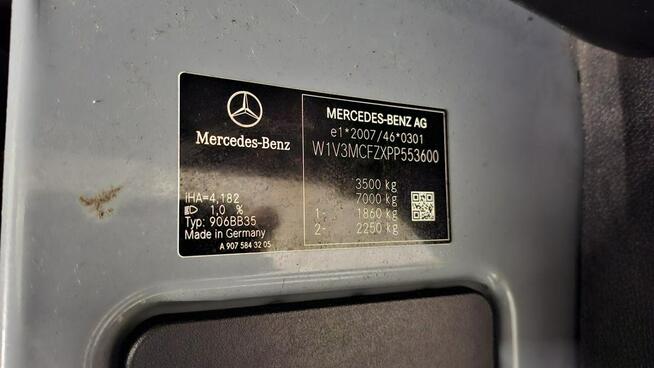 Mercedes-Benz
iHA=4,182
1,0 %
Typ: 906BB35
Made in Germany
A 907 584 32 05
MERCEDES-BENZ AG
e1*2007/46*0301
W1V3MCFZXPP553600
3500 kg
7000 kg
1- 1860 kg
2- 2250 kg